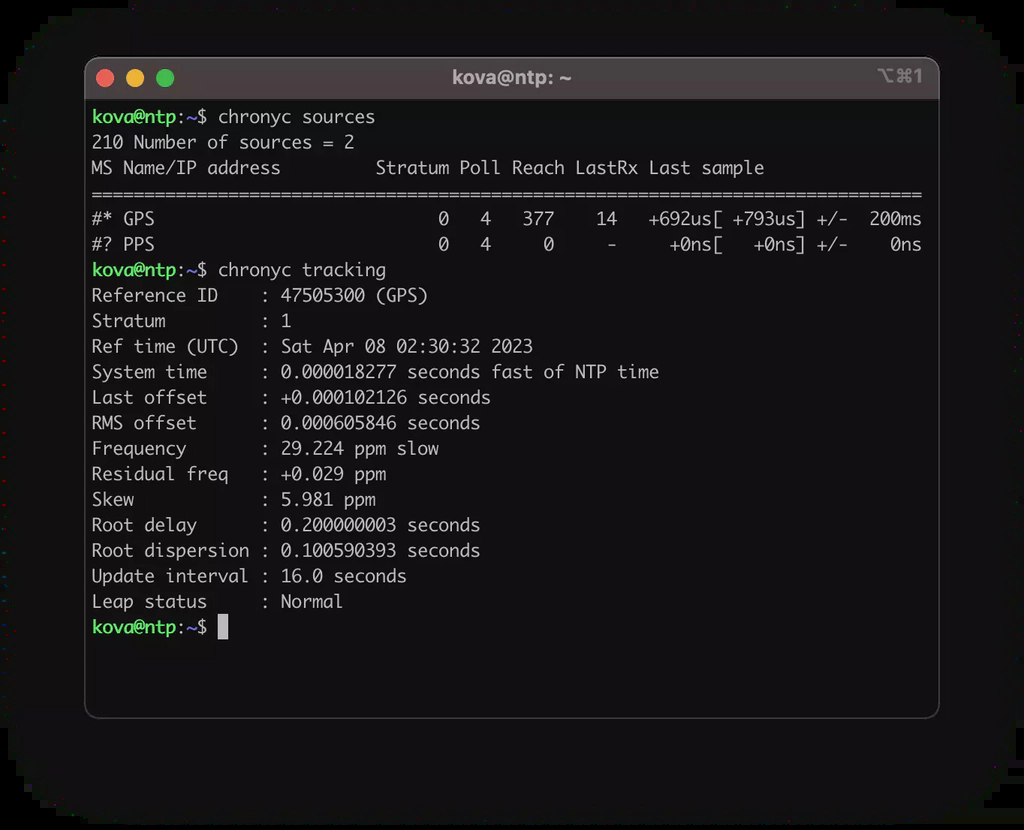 kova@ntp: ~
⌥⌘1
kova@ntp:~$ chronyc sources
210 Number of sources = 2
MS Name/IP address         Stratum Poll Reach LastRx Last sample
===============================================================================
#* GPS                           0   4   377    14   +692us[ +793us] +/-  200ms
#? PPS                           0   4     0     -     +0ns[   +0ns] +/-    0ns
kova@ntp:~$ chronyc tracking
Reference ID    : 47505300 (GPS)
Stratum         : 1
Ref time (UTC)  : Sat Apr 08 02:30:32 2023
System time     : 0.000018277 seconds fast of NTP time
Last offset     : +0.000102126 seconds
RMS offset      : 0.000605846 seconds
Frequency       : 29.224 ppm slow
Residual freq   : +0.029 ppm
Skew            : 5.981 ppm
Root delay      : 0.200000003 seconds
Root dispersion : 0.100590393 seconds
Update interval : 16.0 seconds
Leap status     : Normal
kova@ntp:~$